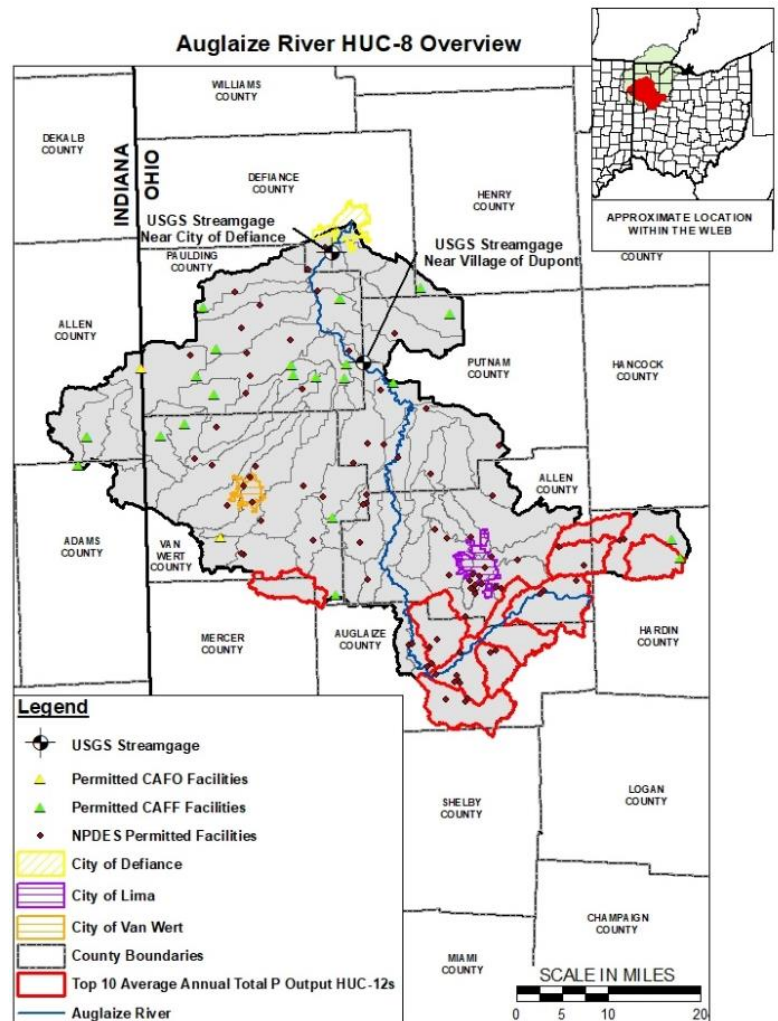 Auglaize River HUC-8 Overview
WILLIAMS
COUNTY
DEKALB
COUNTY
INDIANA
OHIO
DEFIANCE
COUNTY
HENRY
COUNTY
APPROXIMATE LOCATION
WITHIN THE WLEB
COUNTY
USGS Streamgage
Near City of Defiance
USGS Streamgage
Near Village of Dupont
PAULDING
COUNTY
ALLEN
COUNTY
PUTNAM
COUNTY
HANCOCK
COUNTY
ALLEN
COUNTY
ADAMS
COUNTY
VAN
WERT
COUNTY
MERCER
COUNTY
AUGLAIZE
COUNTY
HARDIN
COUNTY
SHELBY
COUNTY
LOGAN
COUNTY
CHAMPAIGN
COUNTY
MIAMI
COUNTY
Legend
USGS Streamgage
Permitted CAFO Facilities
Permitted CAFF Facilities
NPDES Permitted Facilities
City of Defiance
City of Lima
City of Van Wert
County Boundaries
Top 10 Average Annual Total P Output HUC-12s
Auglaize River
SCALE IN MILES
0 5 10 20